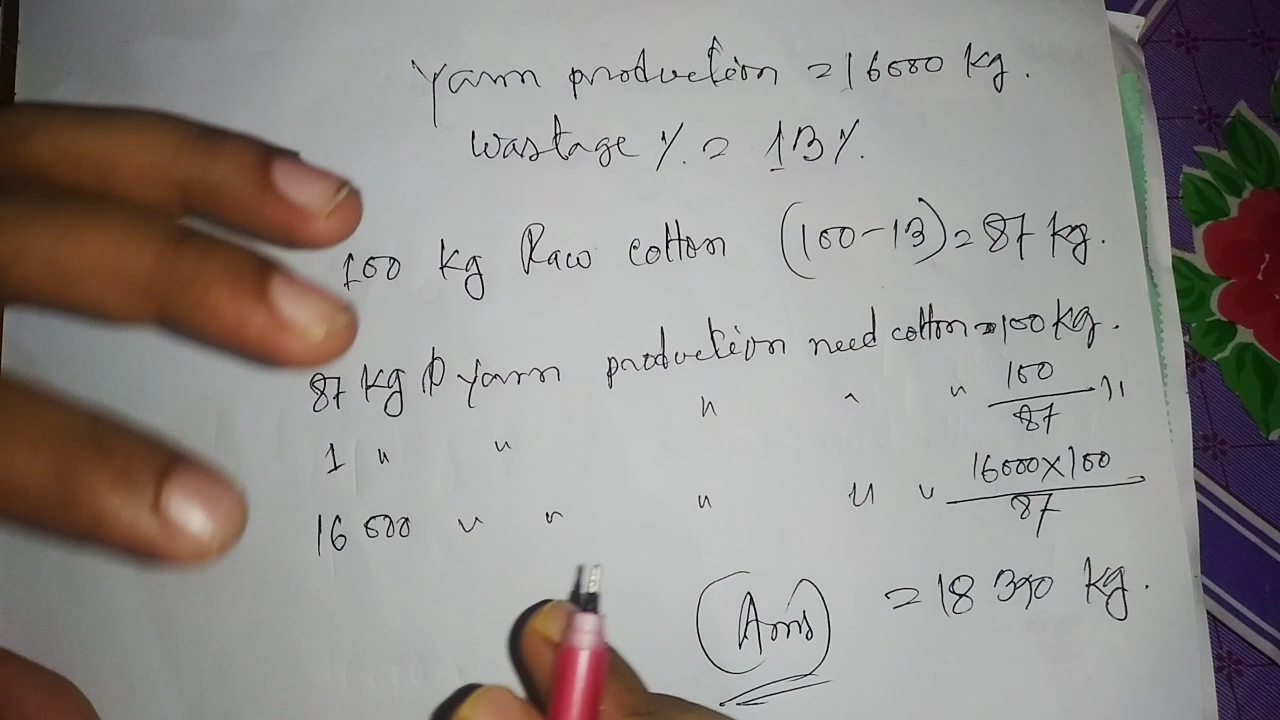 Yarn production = 16000 kg.
Wastage % = 13%.
100 kg Raw cotton (100-13) = 87 kg.
87 kg yarn production need cotton = 100 kg.
1 " " " " " 100/87 "
16000 " " " " " 16000×100/87
= 18390 kg.
Ans